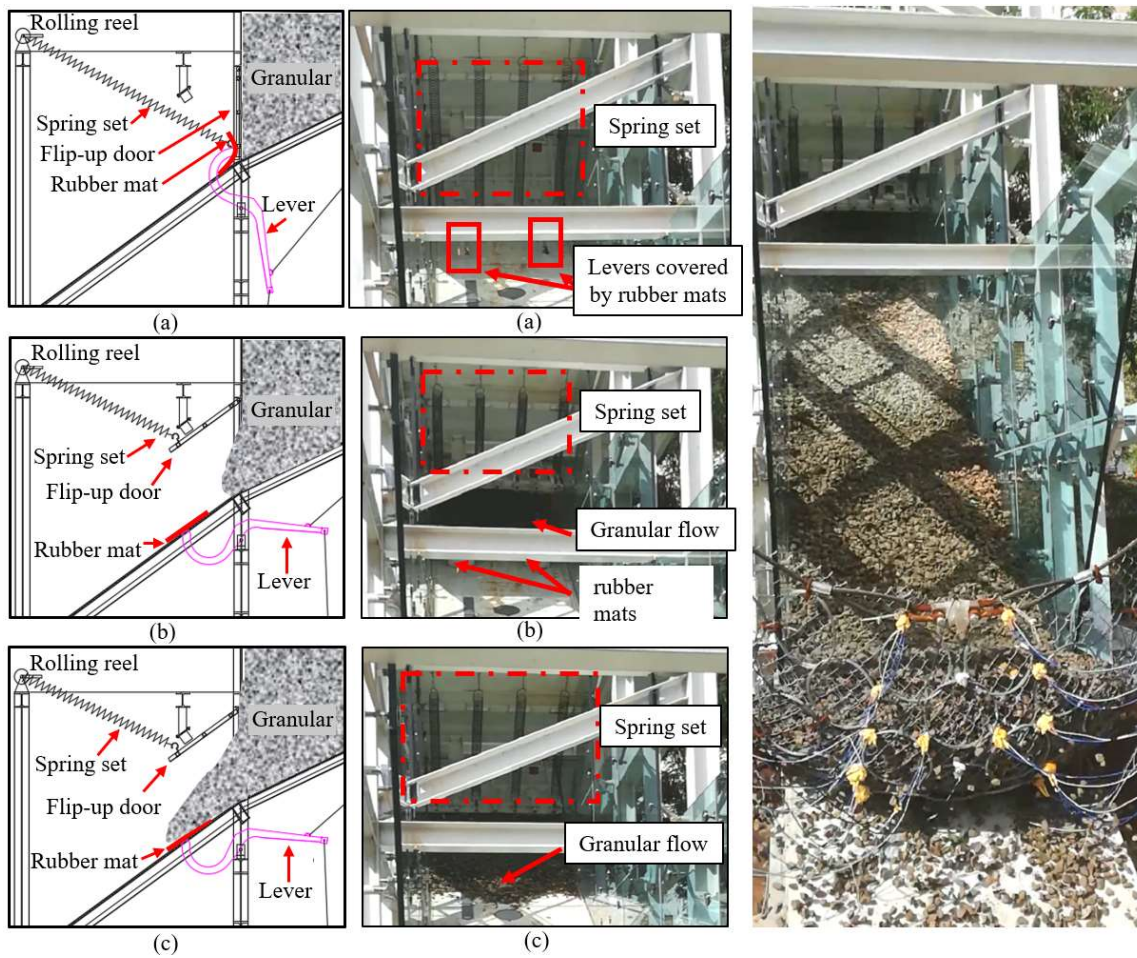 Rolling reel
Granular
Spring set
Flip-up door
Rubber mat
Lever
(a)
Spring set
Levers covered
by rubber mats
(a)
Rolling reel
Granular
Spring set
Flip-up door
Rubber mat
Lever
(b)
Spring set
Granular flow
rubber
mats
(b)
Rolling reel
Granular
Spring set
Flip-up door
Rubber mat
Lever
(c)
Spring set
Granular flow
(c)